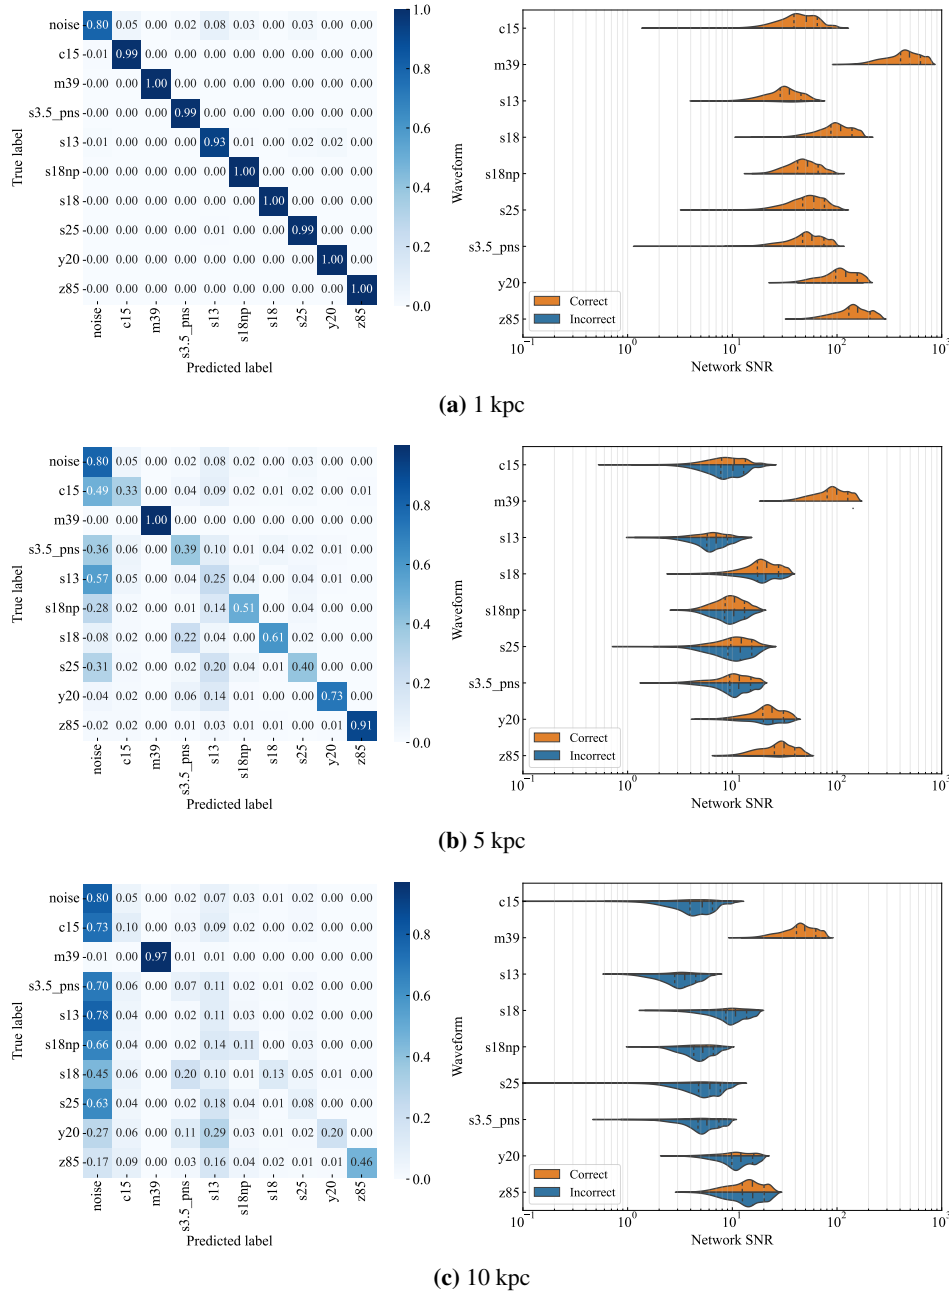 noise 0.80 0.05 0.00 0.02 0.08 0.03 0.00 0.03 0.00 0.00
c15 0.01 0.99 0.00 0.00 0.00 0.00 0.00 0.00 0.00 0.00
m39 0.00 0.00 1.00 0.00 0.00 0.00 0.00 0.00 0.00 0.00
s3.5_pns 0.00 0.00 0.00 0.99 0.00 0.00 0.00 0.00 0.00 0.00
s13 0.01 0.00 0.00 0.00 0.93 0.01 0.00 0.02 0.02 0.00
s18np 0.00 0.00 0.00 0.00 0.00 1.00 0.00 0.00 0.00 0.00
s18 0.00 0.00 0.00 0.00 0.00 0.00 1.00 0.00 0.00 0.00
s25 0.00 0.00 0.00 0.00 0.01 0.00 0.00 0.99 0.00 0.00
y20 0.00 0.00 0.00 0.00 0.00 0.00 0.00 0.00 1.00 0.00
z85 0.00 0.00 0.00 0.00 0.00 0.00 0.00 0.00 0.00 1.00
True label
noise c15 m39 s3.5_pns s13 s18np s18 s25 y20 z85
Predicted label
1.0
0.8
0.6
0.4
0.2
0.0
Waveform
c15
m39
s13
s18
s18np
s25
s3.5_pns
y20
z85
Correct
Incorrect
10⁻¹ 10⁰ 10¹ 10² 10³
Network SNR
(a) 1 kpc
noise 0.80 0.05 0.00 0.02 0.08 0.02 0.00 0.03 0.00 0.00
c15 0.49 0.33 0.00 0.04 0.09 0.02 0.01 0.02 0.00 0.01
m39 0.00 0.00 1.00 0.00 0.00 0.00 0.00 0.00 0.00 0.00
s3.5_pns 0.36 0.06 0.00 0.39 0.10 0.01 0.04 0.02 0.01 0.00
s13 0.57 0.05 0.00 0.04 0.25 0.04 0.00 0.04 0.01 0.00
s18np 0.28 0.02 0.00 0.01 0.14 0.51 0.00 0.04 0.00 0.00
s18 0.08 0.02 0.00 0.22 0.04 0.00 0.61 0.02 0.00 0.00
s25 0.31 0.02 0.00 0.02 0.20 0.04 0.01 0.40 0.00 0.00
y20 0.04 0.02 0.00 0.06 0.14 0.01 0.00 0.00 0.73 0.00
z85 0.02 0.02 0.00 0.01 0.03 0.01 0.01 0.00 0.01 0.91
True label
noise c15 m39 s3.5_pns s13 s18np s18 s25 y20 z85
Predicted label
0.8
0.6
0.4
0.2
0.0
Waveform
c15
m39
s13
s18
s18np
s25
s3.5_pns
y20
z85
Correct
Incorrect
10⁻¹ 10⁰ 10¹ 10² 10³
Network SNR
(b) 5 kpc
noise 0.80 0.05 0.00 0.02 0.07 0.03 0.01 0.02 0.00 0.00
c15 0.73 0.10 0.00 0.03 0.09 0.02 0.00 0.02 0.00 0.00
m39 0.01 0.00 0.97 0.01 0.01 0.00 0.00 0.00 0.00 0.00
s3.5_pns 0.70 0.06 0.00 0.07 0.11 0.02 0.01 0.02 0.00 0.00
s13 0.78 0.04 0.00 0.02 0.11 0.03 0.00 0.02 0.00 0.00
s18np 0.66 0.04 0.00 0.02 0.14 0.11 0.00 0.03 0.00 0.00
s18 0.45 0.06 0.00 0.20 0.10 0.01 0.13 0.03 0.00 0.00
s25 0.63 0.04 0.00 0.02 0.18 0.04 0.01 0.08 0.00 0.00
y20 0.27 0.06 0.00 0.11 0.29 0.03 0.01 0.02 0.20 0.00
z85 0.17 0.09 0.00 0.03 0.16 0.04 0.02 0.01 0.01 0.46
True label
noise c15 m39 s3.5_pns s13 s18np s18 s25 y20 z85
Predicted label
0.8
0.6
0.4
0.2
0.0
Waveform
c15
m39
s13
s18
s18np
s25
s3.5_pns
y20
z85
Correct
Incorrect
10⁻¹ 10⁰ 10¹ 10² 10³
Network SNR
(c) 10 kpc